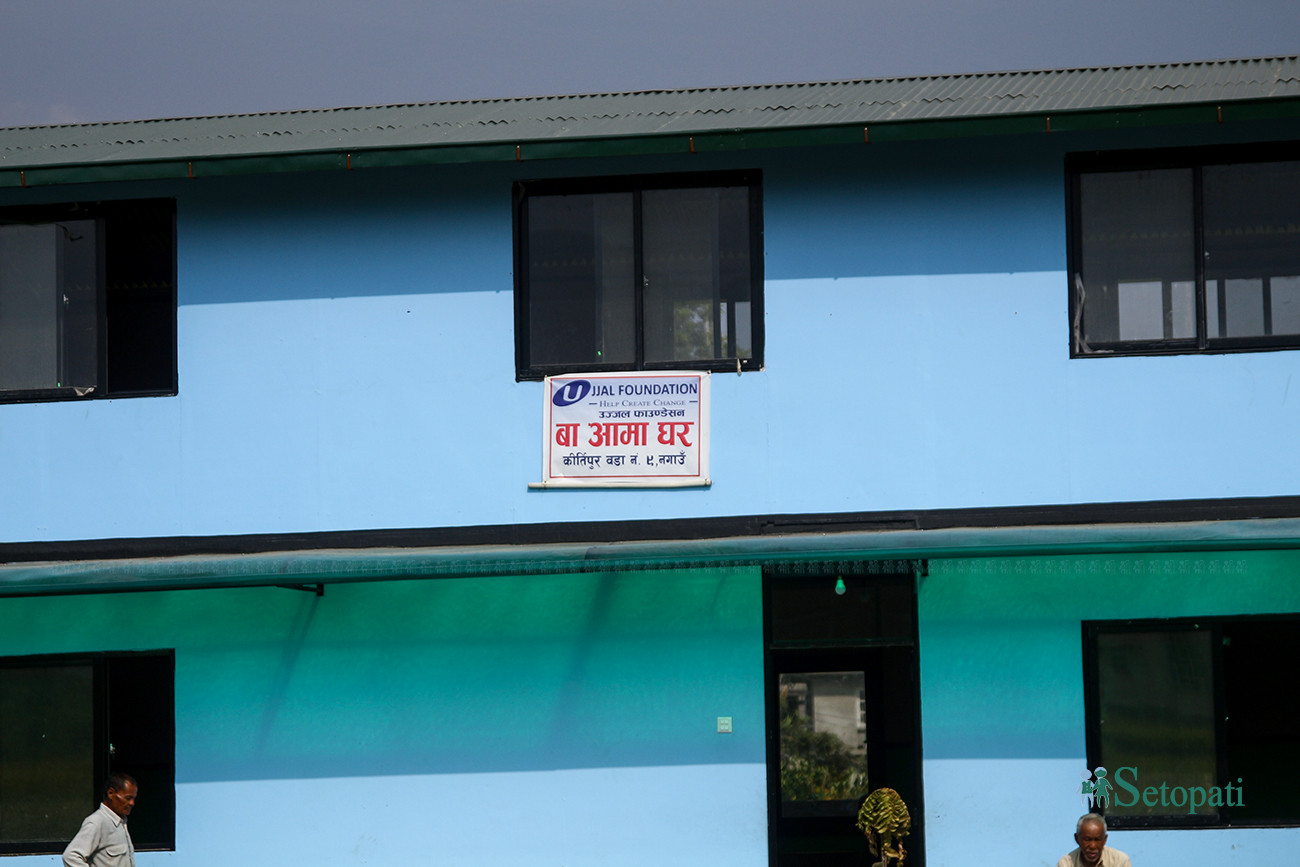 UJJAL FOUNDATION
HELP CREATE CHANGE
उज्जल फाउण्डेसन
बा आमा घर
कीर्तिपुर वडा नं. ९,नगाउँ
Setopati